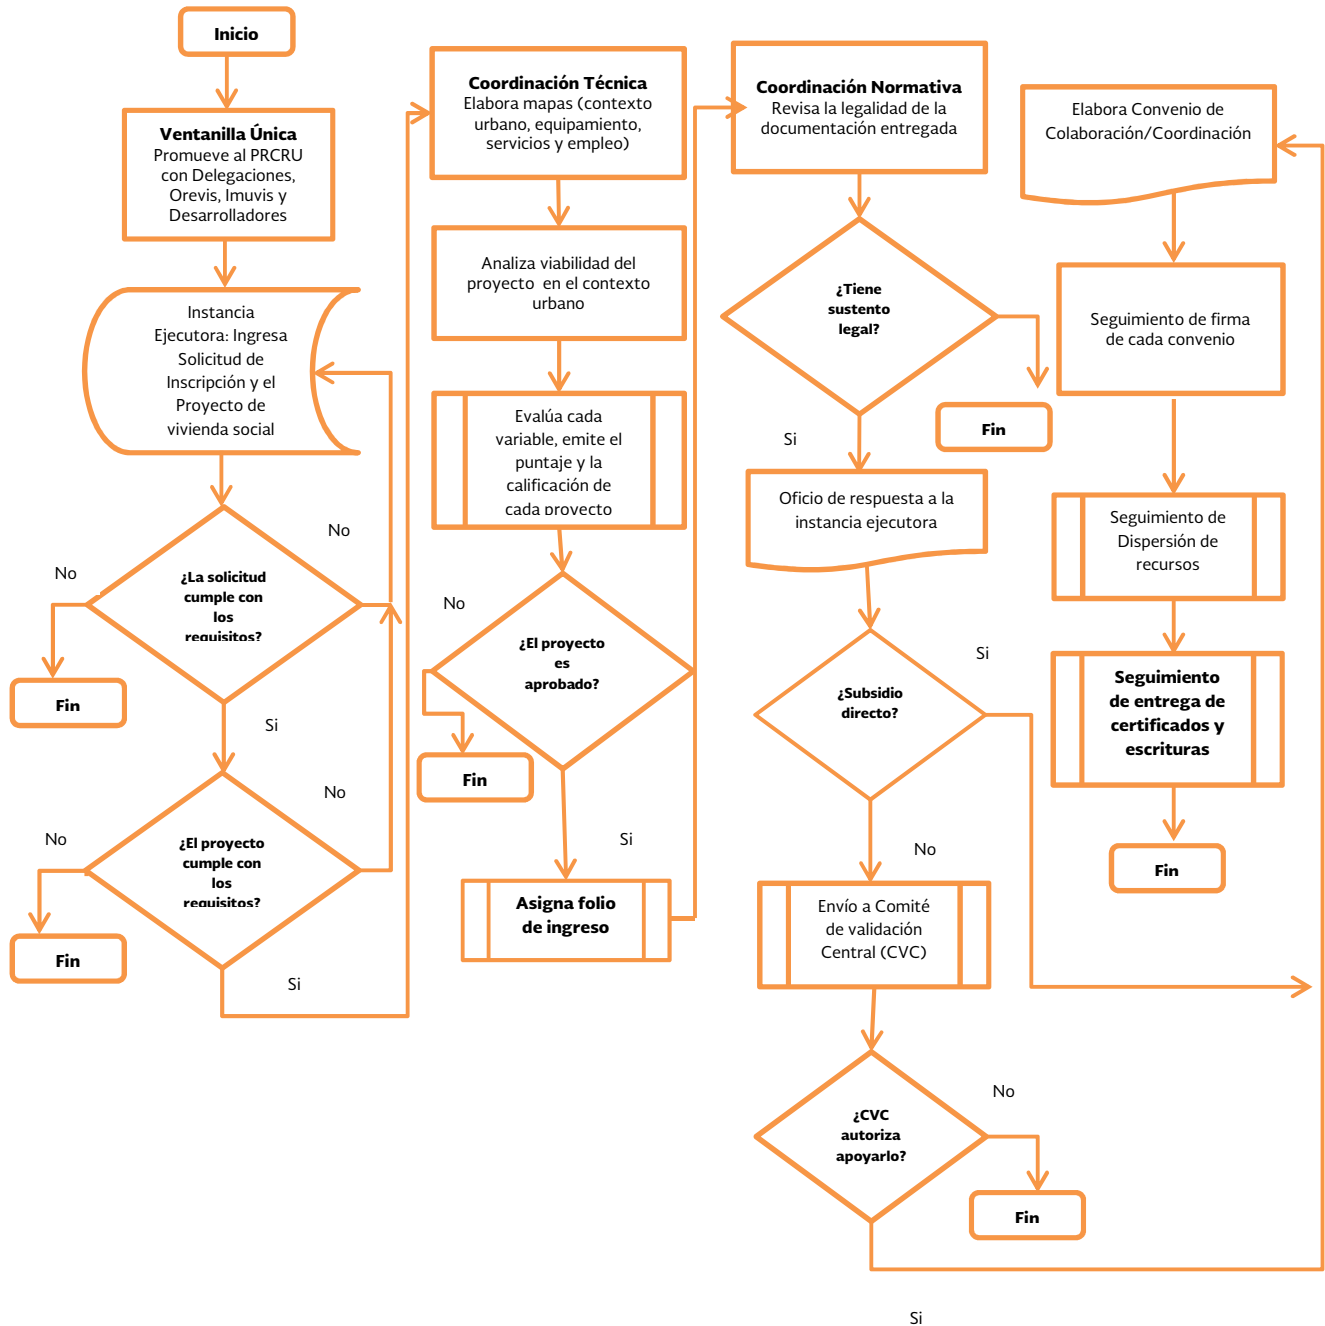 Inicio
Ventanilla Única
Promueve al PRCRU
con Delegaciones,
Orevis, Imuvis y
Desarrolladores
Instancia
Ejecutora: Ingresa
Solicitud de
Inscripción y el
Proyecto de
vivienda social
No
No
¿La solicitud
cumple con
los
requisitos?
Fin
Si
No
No
¿El proyecto
cumple con
los
requisitos?
Fin
Si
Coordinación Técnica
Elabora mapas (contexto
urbano, equipamiento,
servicios y empleo)
Analiza viabilidad del
proyecto en el contexto
urbano
Evalúa cada
variable, emite el
puntaje y la
calificación de
cada provecto
No
¿El proyecto
es
aprobado?
Fin
Si
Asigna folio
de ingreso
Coordinación Normativa
Revisa la legalidad de la
documentación entregada
¿Tiene
sustento
legal?
Fin
Si
Oficio de respuesta a la
instancia ejecutora
Si
¿Subsidio
directo?
No
Envío a Comité
de validación
Central (CVC)
No
¿CVC
autoriza
apoyarlo?
Fin
Si
Elabora Convenio de
Colaboración/Coordinación
Seguimiento de firma
de cada convenio
Seguimiento de
Dispersión de
recursos
Seguimiento
de entrega de
certificados y
escrituras
Fin